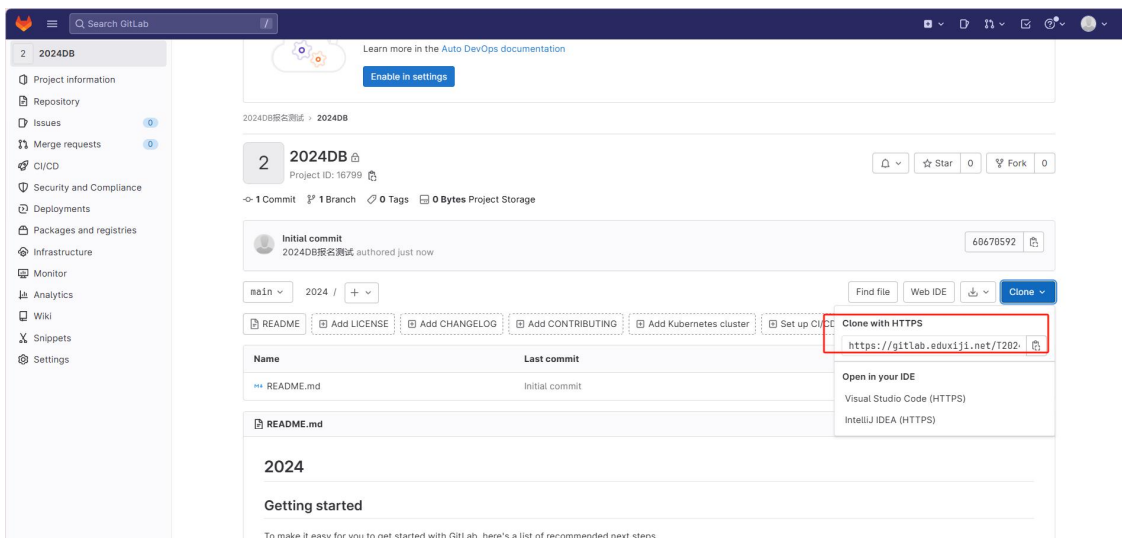 Search GitLab
/
2 2024DB
Project information
Repository
Issues 0
Merge requests 0
CI/CD
Security and Compliance
Deployments
Packages and registries
Infrastructure
Monitor
Analytics
Wiki
Snippets
Settings
Learn more in the Auto DevOps documentation
Enable in settings
2024DB报名测试 > 2024DB
2
2024DB
Project ID: 16799
Star 0
Fork 0
1 Commit 1 Branch 0 Tags 0 Bytes Project Storage
Initial commit
2024DB报名测试 authored just now
60670592
main 2024 / +
Find file Web IDE Clone
README Add LICENSE Add CHANGELOG Add CONTRIBUTING Add Kubernetes cluster Set up CI/CD
Clone with HTTPS
https://gitlab.eduxiji.net/T202
Open in your IDE
Visual Studio Code (HTTPS)
IntelliJ IDEA (HTTPS)
Name Last commit
README.md Initial commit
README.md
2024
Getting started
To make it easy for you to get started with GitLab, here's a list of recommended next steps.